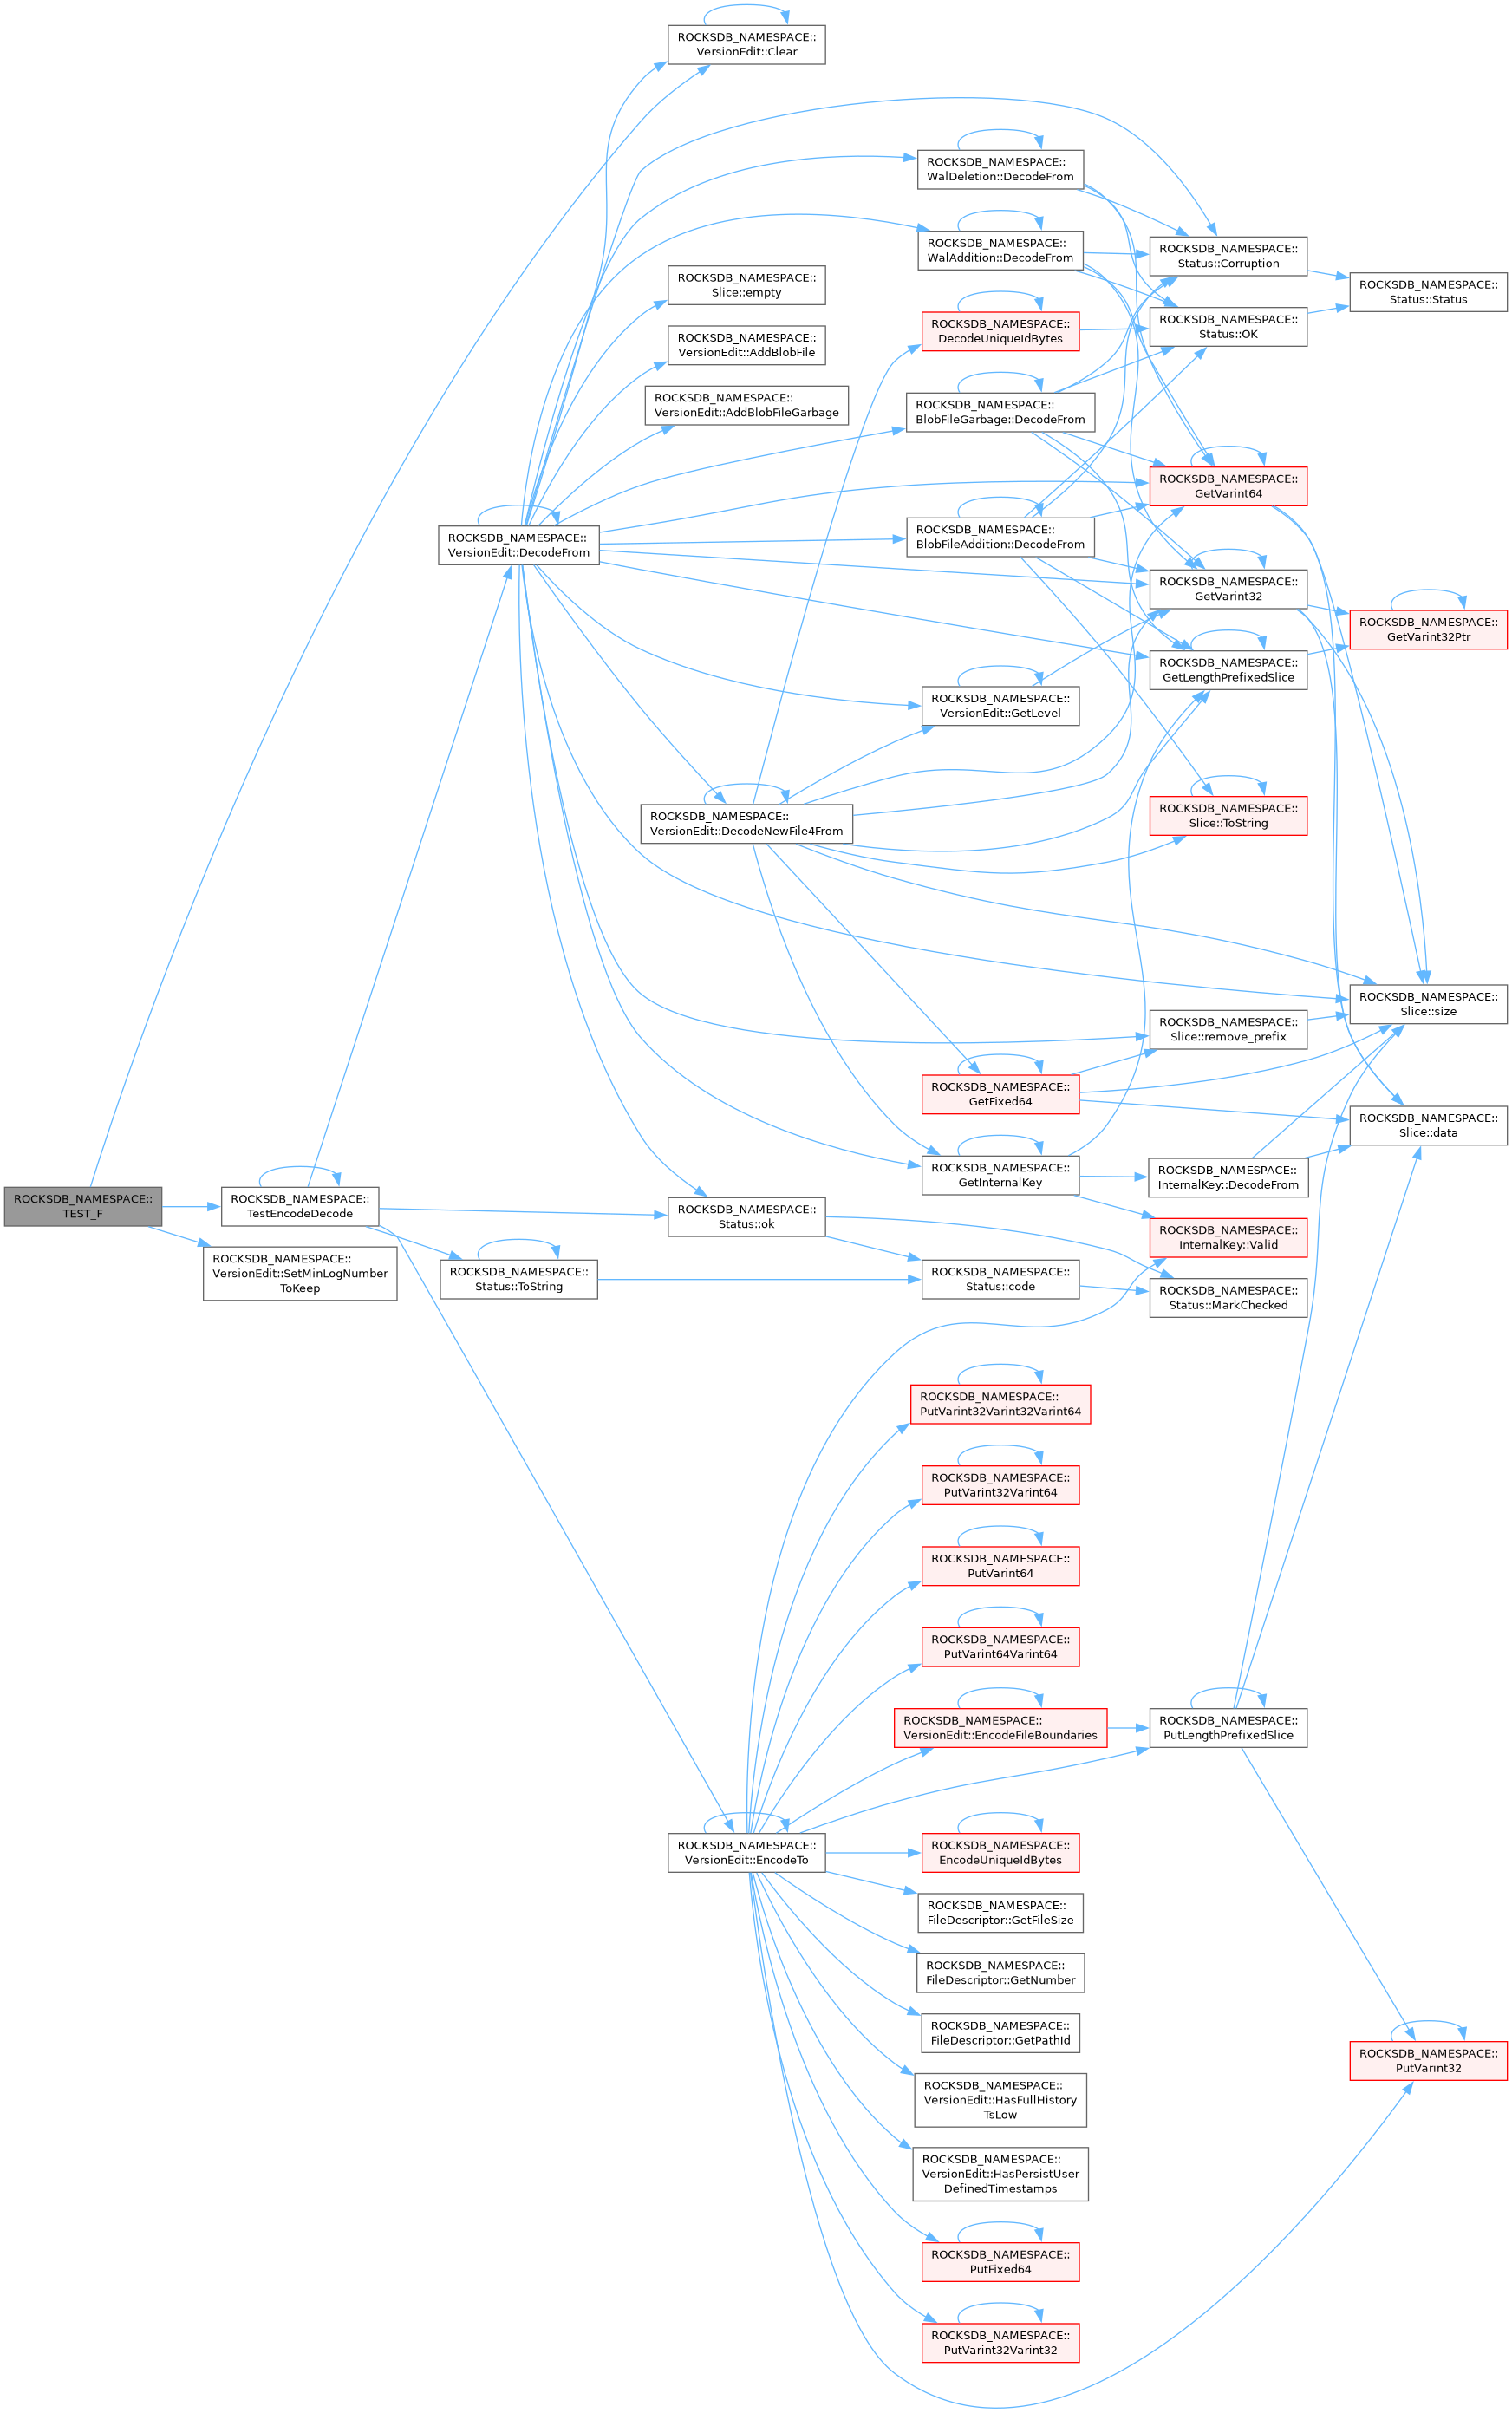 ROCKSDB_NAMESPACE::
VersionEdit::Clear
ROCKSDB_NAMESPACE::
WalDeletion::DecodeFrom
ROCKSDB_NAMESPACE::
WalAddition::DecodeFrom
ROCKSDB_NAMESPACE::
Status::Corruption
ROCKSDB_NAMESPACE::
Slice::empty
ROCKSDB_NAMESPACE::
Status::Status
ROCKSDB_NAMESPACE::
Status::OK
ROCKSDB_NAMESPACE::
DecodeUniqueIdBytes
ROCKSDB_NAMESPACE::
VersionEdit::AddBlobFile
ROCKSDB_NAMESPACE::
VersionEdit::AddBlobFileGarbage
ROCKSDB_NAMESPACE::
BlobFileGarbage::DecodeFrom
ROCKSDB_NAMESPACE::
GetVarint64
ROCKSDB_NAMESPACE::
VersionEdit::DecodeFrom
ROCKSDB_NAMESPACE::
BlobFileAddition::DecodeFrom
ROCKSDB_NAMESPACE::
GetVarint32
ROCKSDB_NAMESPACE::
GetVarint32Ptr
ROCKSDB_NAMESPACE::
GetLengthPrefixedSlice
ROCKSDB_NAMESPACE::
VersionEdit::GetLevel
ROCKSDB_NAMESPACE::
VersionEdit::DecodeNewFile4From
ROCKSDB_NAMESPACE::
Slice::ToString
ROCKSDB_NAMESPACE::
Slice::size
ROCKSDB_NAMESPACE::
Slice::remove_prefix
ROCKSDB_NAMESPACE::
GetFixed64
ROCKSDB_NAMESPACE::
Slice::data
ROCKSDB_NAMESPACE::
GetInternalKey
ROCKSDB_NAMESPACE::
InternalKey::DecodeFrom
ROCKSDB_NAMESPACE::
TEST_F
ROCKSDB_NAMESPACE::
TestEncodeDecode
ROCKSDB_NAMESPACE::
Status::ok
ROCKSDB_NAMESPACE::
InternalKey::Valid
ROCKSDB_NAMESPACE::
VersionEdit::SetMinLogNumber
ToKeep
ROCKSDB_NAMESPACE::
Status::ToString
ROCKSDB_NAMESPACE::
Status::code
ROCKSDB_NAMESPACE::
Status::MarkChecked
ROCKSDB_NAMESPACE::
PutVarint32Varint32Varint64
ROCKSDB_NAMESPACE::
PutVarint32Varint64
ROCKSDB_NAMESPACE::
PutVarint64
ROCKSDB_NAMESPACE::
PutVarint64Varint64
ROCKSDB_NAMESPACE::
VersionEdit::EncodeFileBoundaries
ROCKSDB_NAMESPACE::
PutLengthPrefixedSlice
ROCKSDB_NAMESPACE::
VersionEdit::EncodeTo
ROCKSDB_NAMESPACE::
EncodeUniqueIdBytes
ROCKSDB_NAMESPACE::
FileDescriptor::GetFileSize
ROCKSDB_NAMESPACE::
FileDescriptor::GetNumber
ROCKSDB_NAMESPACE::
FileDescriptor::GetPathId
ROCKSDB_NAMESPACE::
PutVarint32
ROCKSDB_NAMESPACE::
VersionEdit::HasFullHistory
TsLow
ROCKSDB_NAMESPACE::
VersionEdit::HasPersistUser
DefinedTimestamps
ROCKSDB_NAMESPACE::
PutFixed64
ROCKSDB_NAMESPACE::
PutVarint32Varint32